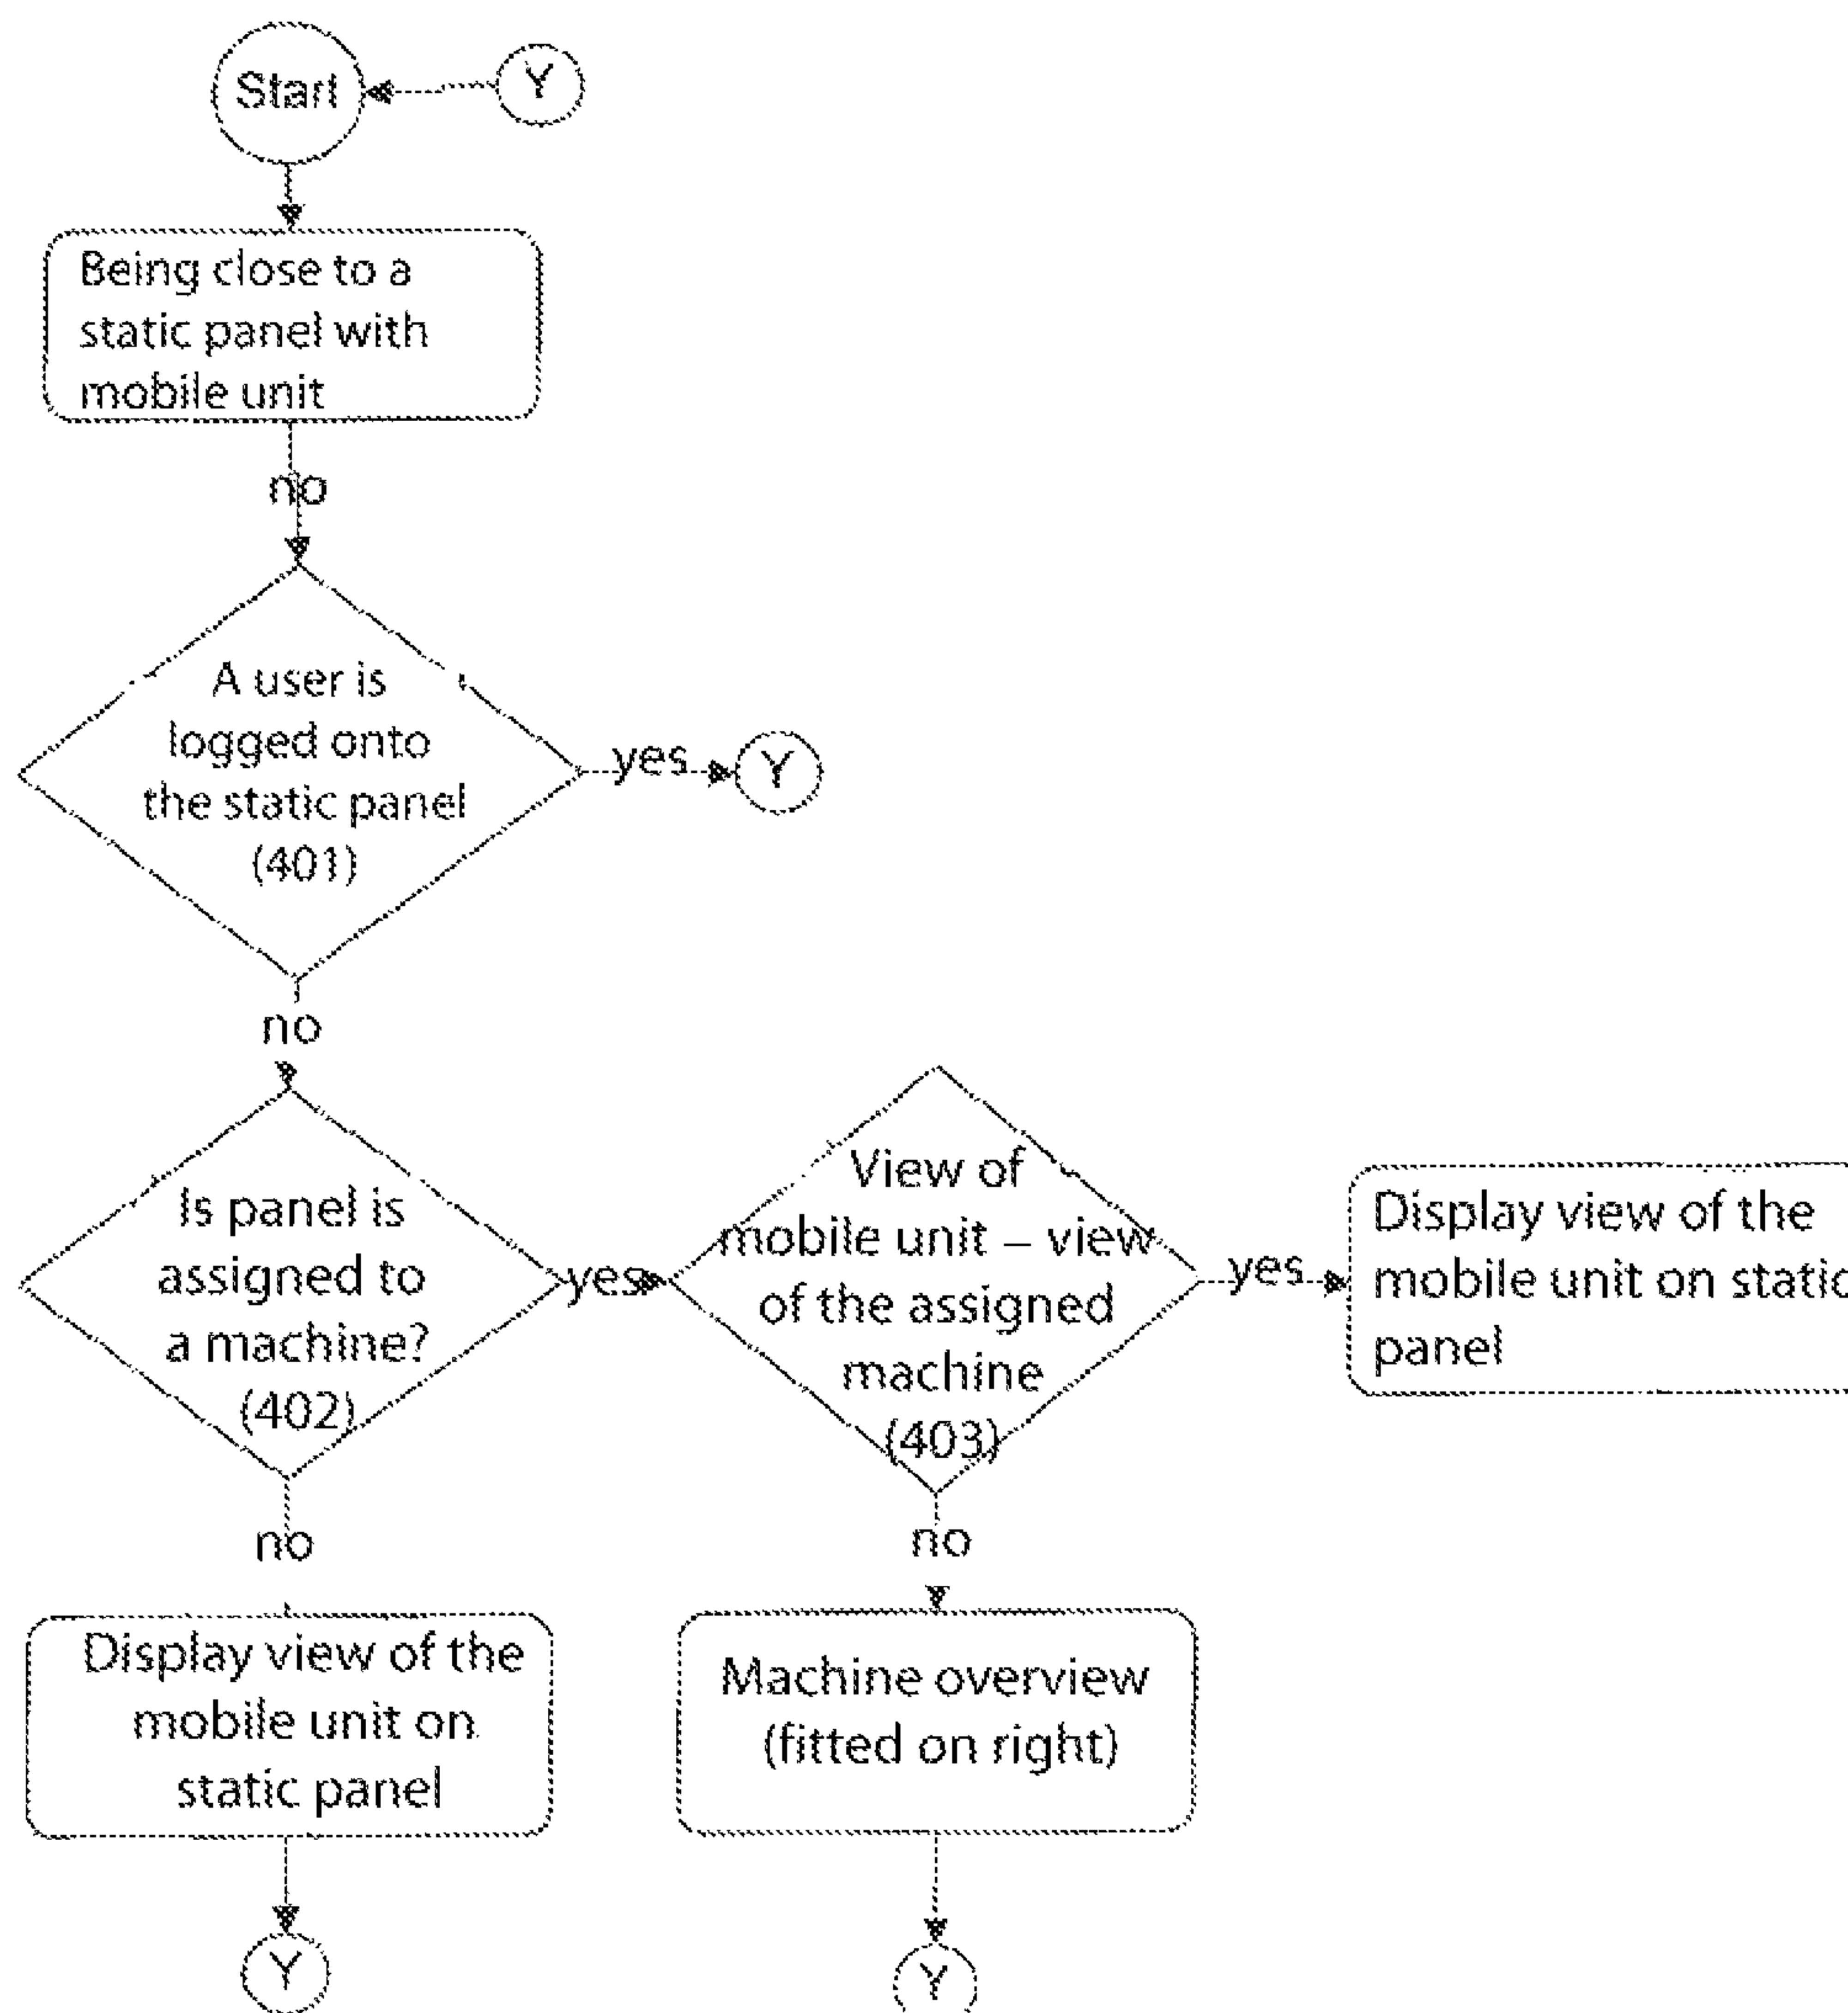 Start
Y
Being close to a
static panel with
mobile unit
no
A user is
logged onto
the static panel
(401)
yes
Y
no
Is panel is
assigned to
a machine?
(402)
yes
View of
mobile unit – view
of the assigned
machine
(403)
yes
Display view of the
mobile unit on static
panel
no
no
Display view of the
mobile unit on
static panel
Machine overview
(fitted on right)
Y
Y